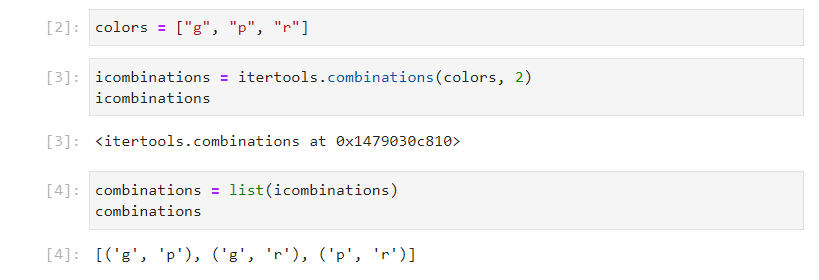 [2]: colors = ["g", "p", "r"]
[3]: icombinations = itertools.combinations(colors, 2)
icombinations
[3]: <itertools.combinations at 0x1479030c810>
[4]: combinations = list(icombinations)
combinations
[4]: [('g', 'p'), ('g', 'r'), ('p', 'r')]